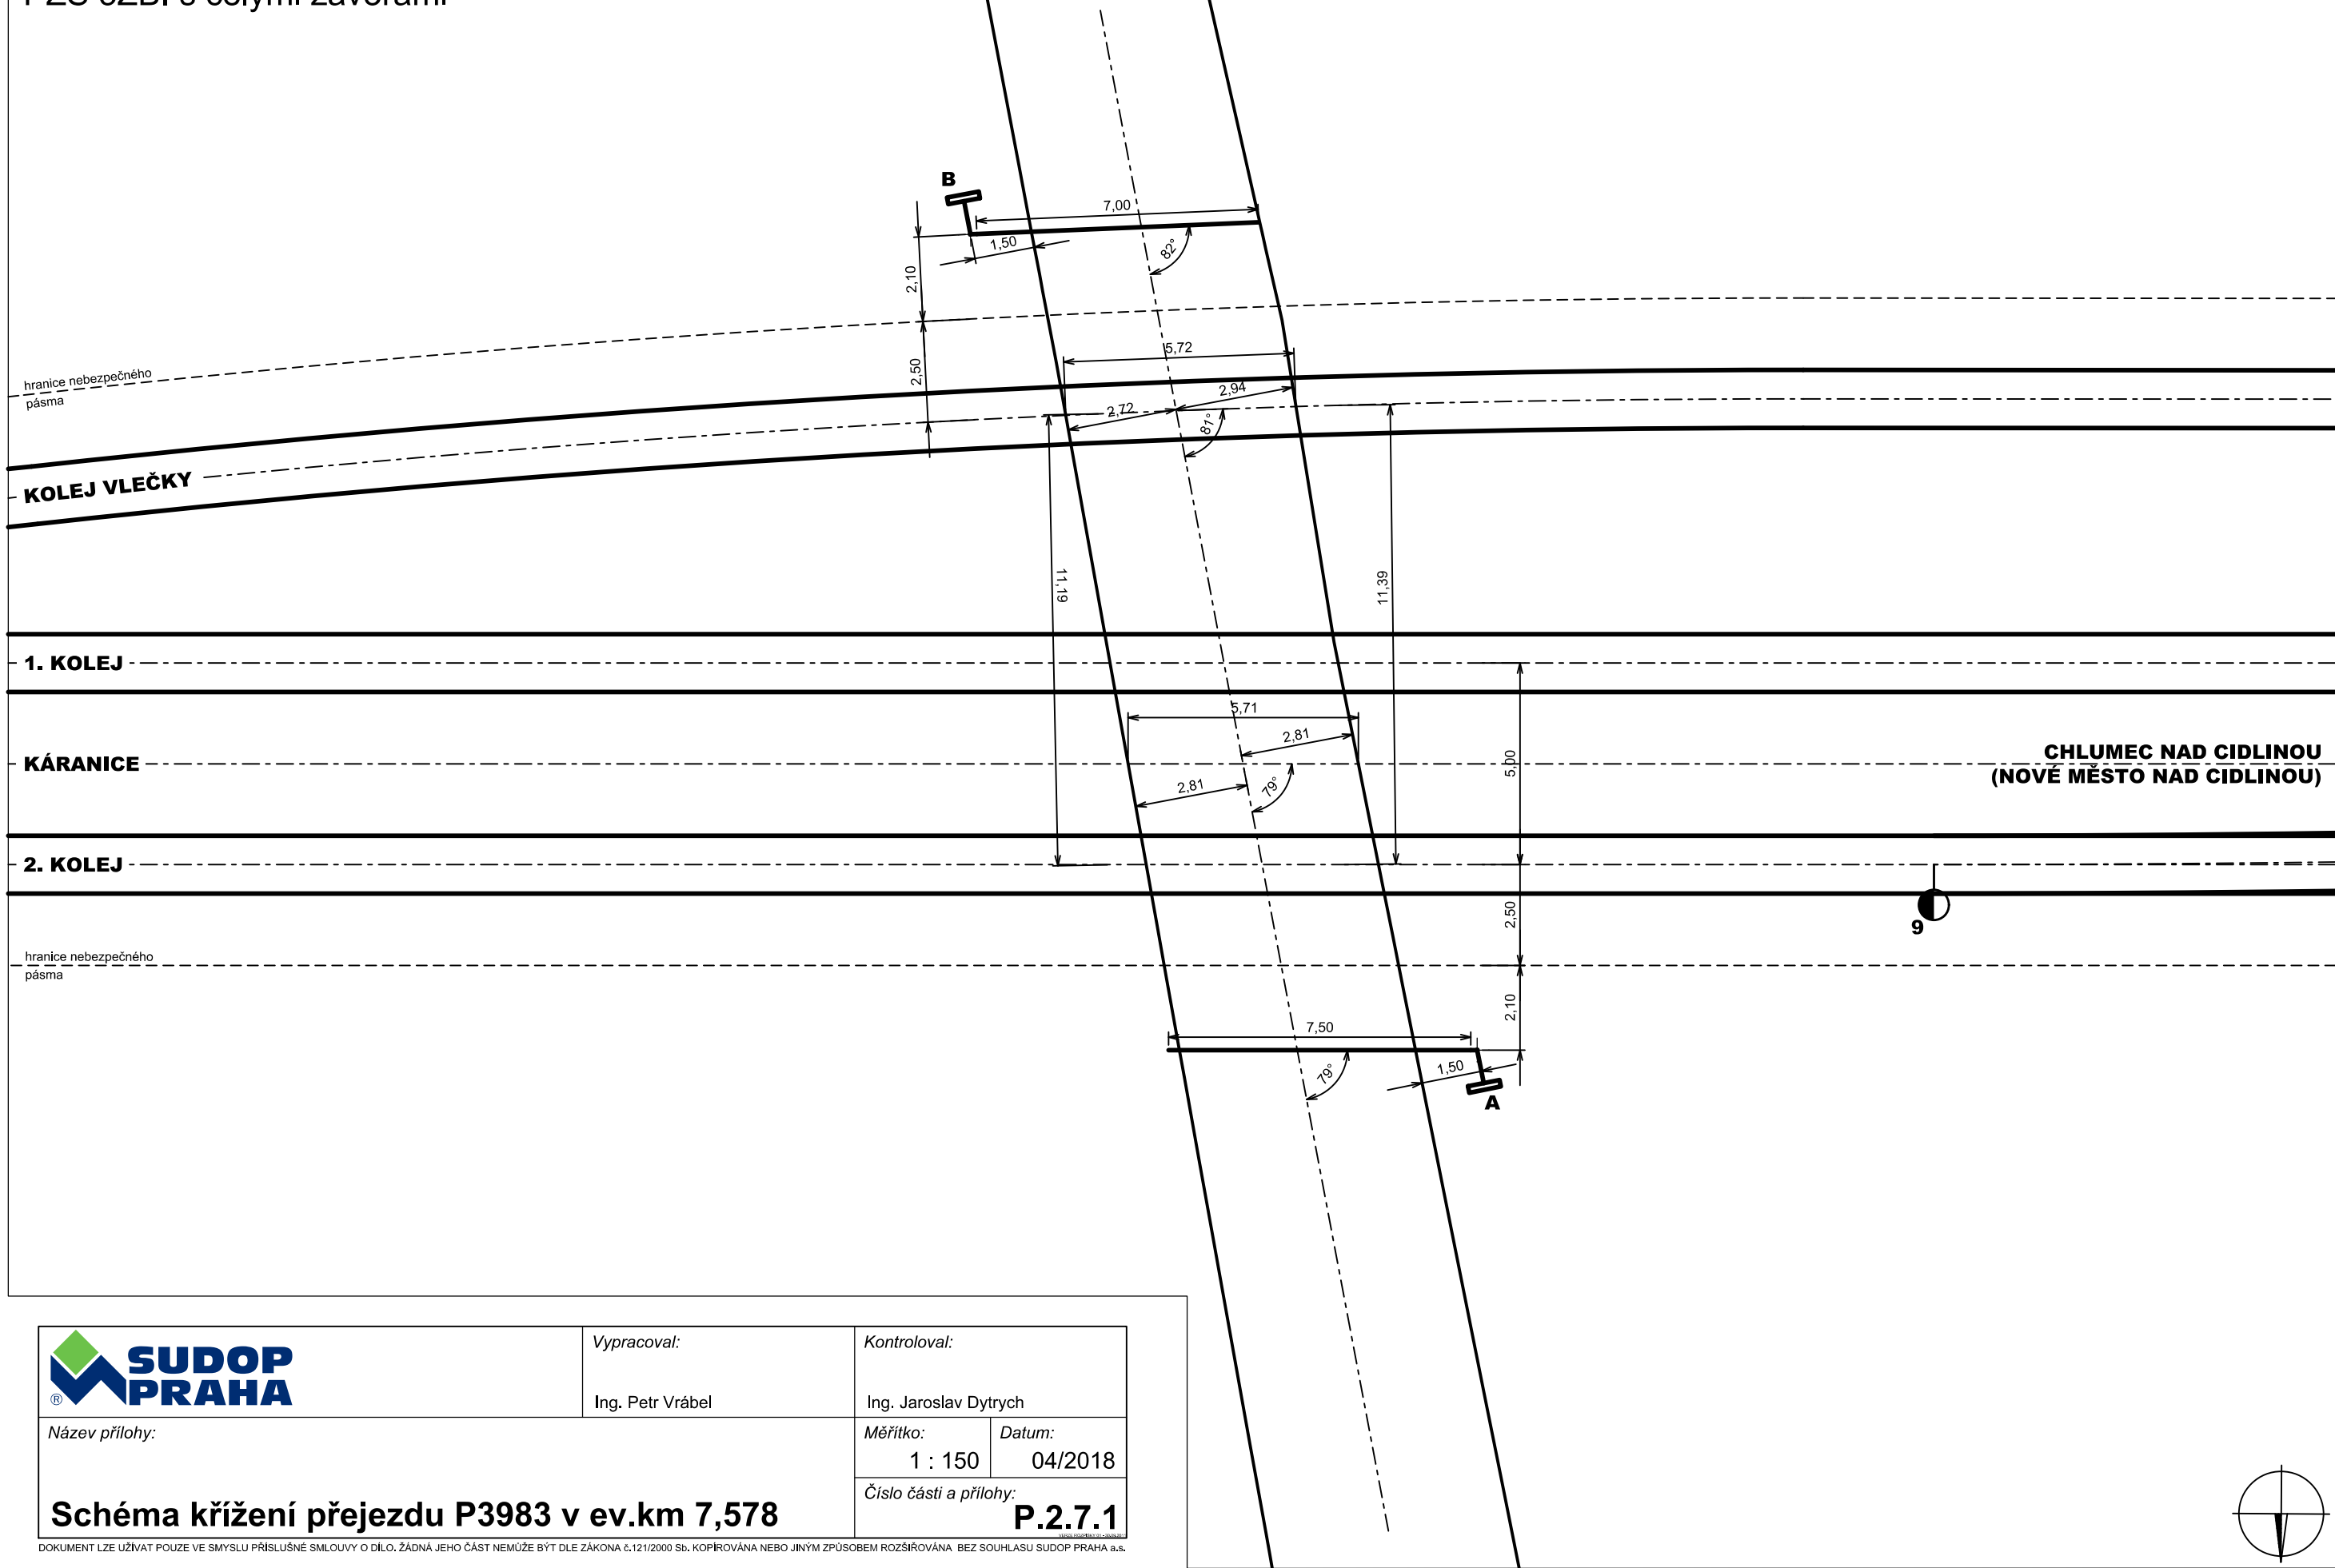 B
7,00
1,50
82°
2,10
2,50
hranice nebezpečného
pásma
5,72
2,94
2,72
81°
KOLEJ VLEČKY
11,19
11,39
1. KOLEJ
5,71
2,81
5,00
KÁRANICE
2,81
79°
CHLUMEC NAD CIDLINOU
(NOVÉ MĚSTO NAD CIDLINOU)
2. KOLEJ
2,50
9
hranice nebezpečného
pásma
2,10
7,50
79°
1,50
A
SUDOP
PRAHA
®
Vypracoval:
Ing. Petr Vrábel
Kontroloval:
Ing. Jaroslav Dytrych
Název přílohy:
Schéma křížení přejezdu P3983 v ev.km 7,578
Měřítko:
1 : 150
Datum:
04/2018
Číslo části a přílohy:
P.2.7.1
DOKUMENT LZE UŽÍVAT POUZE VE SMYSLU PŘÍSLUŠNÉ SMLOUVY O DÍLO. ŽÁDNÁ JEHO ČÁST NEMŮŽE BÝT DLE ZÁKONA č.121/2000 Sb. KOPÍROVÁNA NEBO JINÝM ZPŮSOBEM ROZŠIŘOVÁNA BEZ SOUHLASU SUDOP PRAHA a.s.